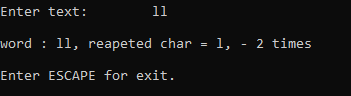 Enter text:        ll
word : ll, reapeted char = l, - 2 times
Enter ESCAPE for exit.